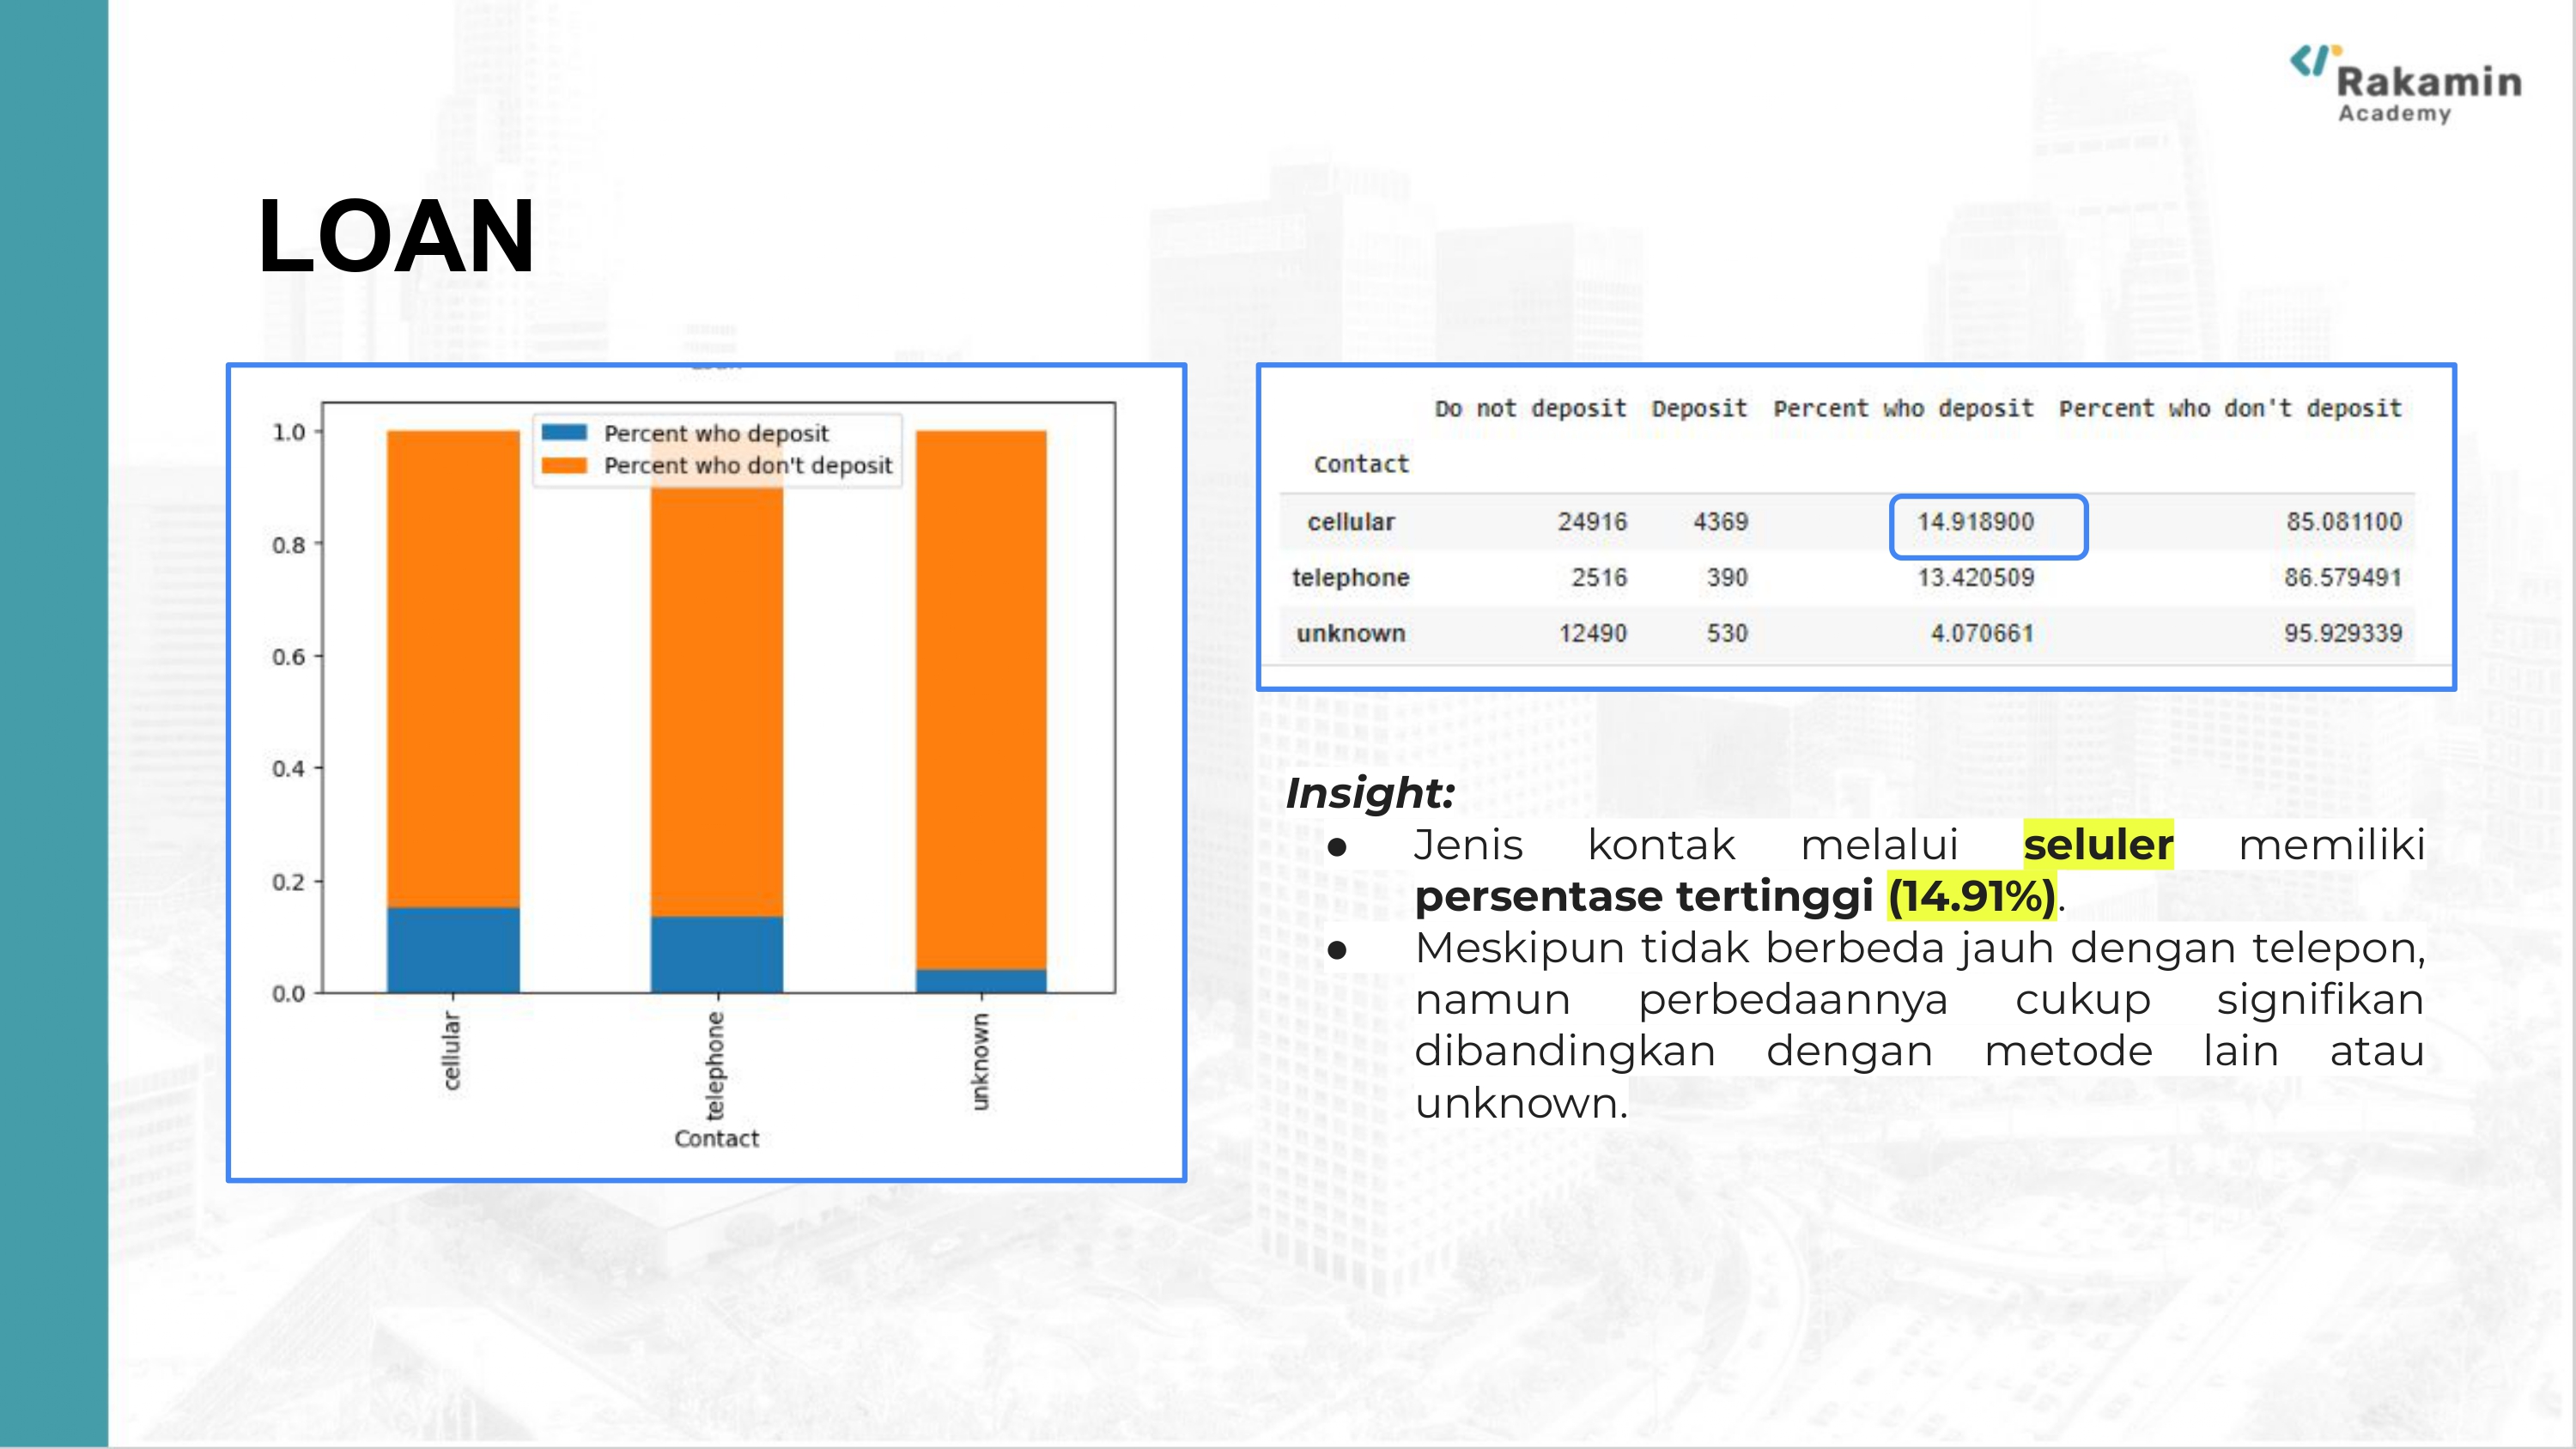 Rakamin
Academy
LOAN
1.0
0.8
0.6
0.4
0.2
0.0
Percent who deposit
Percent who don't deposit
cellular
telephone
unknown
Contact
Do not deposit Deposit Percent who deposit Percent who don't deposit
Contact
cellular 24916 4369 14.918900 85.081100
telephone 2516 390 13.420509 86.579491
unknown 12490 530 4.070661 95.929339
Insight:
● Jenis kontak melalui seluler memiliki
persentase tertinggi (14.91%).
● Meskipun tidak berbeda jauh dengan telepon,
namun perbedaannya cukup signifikan
dibandingkan dengan metode lain atau
unknown.